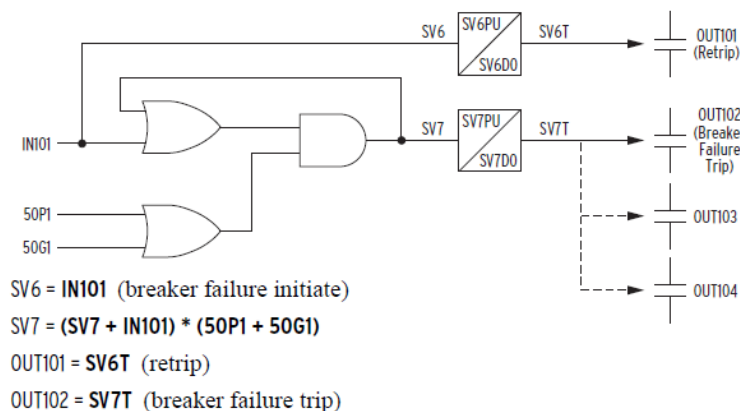 SV6
SV6PU
SV6DO
SV6T
OUT101
(Retrip)
IN101
SV7
SV7PU
SV7DO
SV7T
OUT102
(Breaker
Failure
Trip)
50P1
50G1
OUT103
OUT104
SV6 = IN101 (breaker failure initiate)
SV7 = (SV7 + IN101) * (50P1 + 50G1)
OUT101 = SV6T (retrip)
OUT102 = SV7T (breaker failure trip)